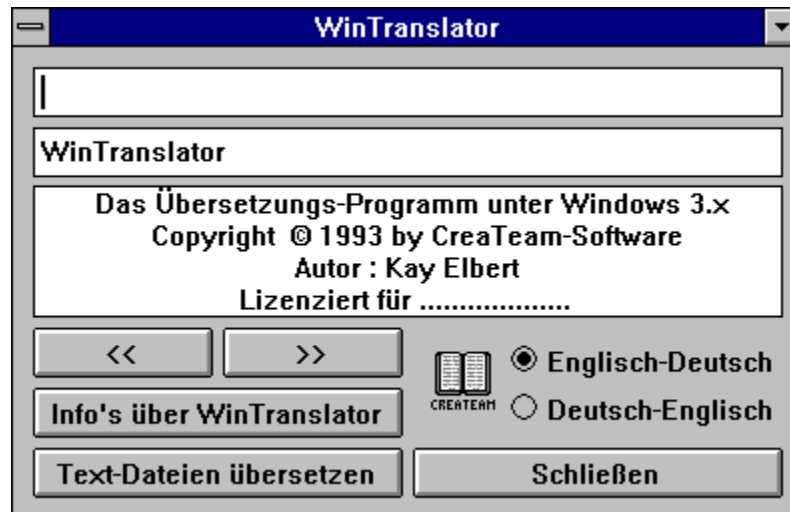 WinTranslator
WinTranslator
Das Übersetzungs-Programm unter Windows 3.x
Copyright © 1993 by CreaTeam-Software
Autor : Kay Elbert
Lizenziert für ...................
<< >>
CREATEAM
Englisch-Deutsch
Deutsch-Englisch
Info's über WinTranslator
Text-Dateien übersetzen
Schließen